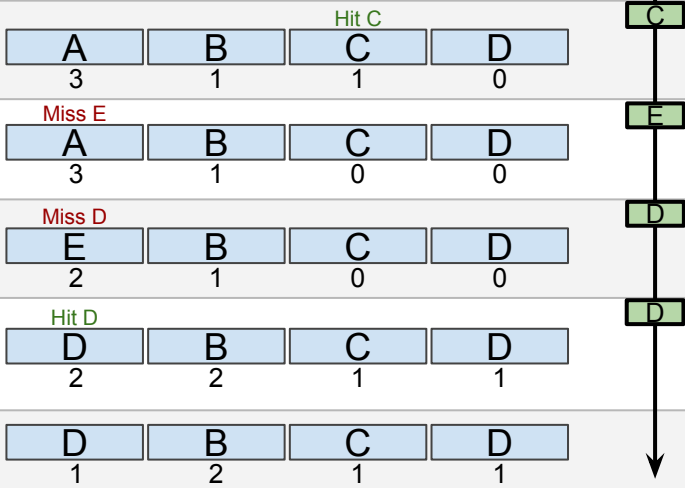 Hit C
C
A B C D
3 1 1 0
Miss E
E
A B C D
3 1 0 0
Miss D
D
E B C D
2 1 0 0
Hit D
D
D B C D
2 2 1 1
D B C D
1 2 1 1